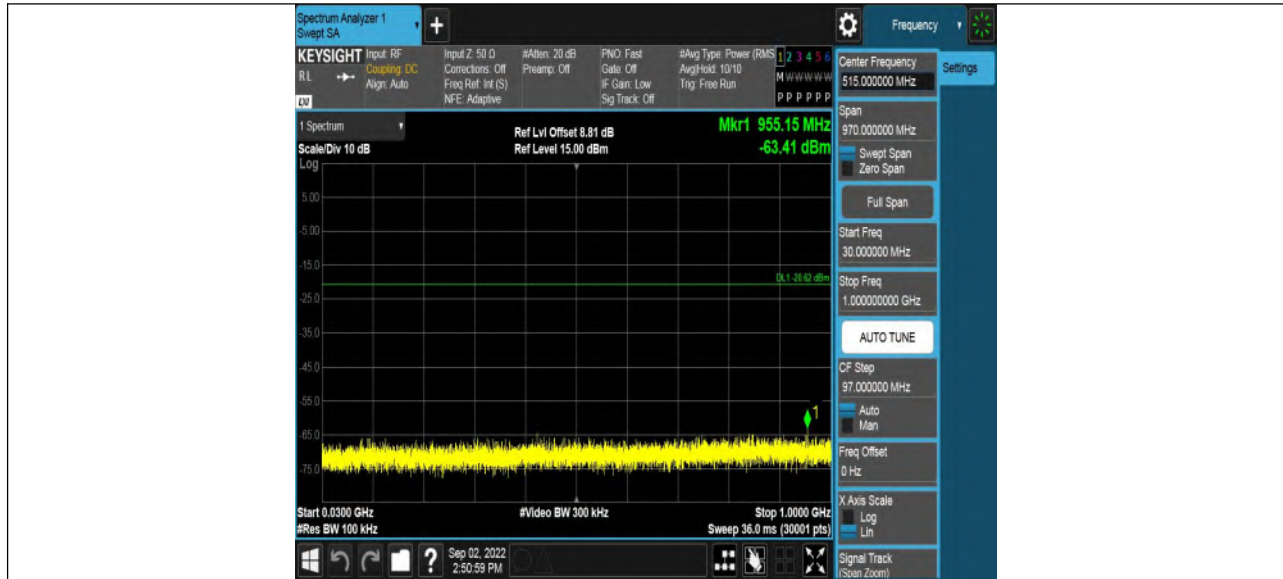 Spectrum Analyzer 1
Swept SA
+
Frequency
KEYSIGHT
RL
LXI
Input: RF
Coupling: DC
Align: Auto
Input Z: 50 Ω
Corrections: Off
Freq Ref: Int (S)
NFE: Adaptive
#Atten: 20 dB
Preamp: Off
PNO: Fast
Gate: Off
IF Gain: Low
Sig Track: Off
#Avg Type: Power (RMS
Avg|Hold: 10/10
Trig: Free Run
1 2 3 4 5 6
M W W W W W
P P P P P P
1 Spectrum
Scale/Div 10 dB
Log
Ref Lvl Offset 8.81 dB
Ref Level 15.00 dBm
Mkr1 955.15 MHz
-63.41 dBm
5.00
-5.00
-15.0
DL1 -20.62 dBm
-25.0
-35.0
-45.0
-55.0
1
-65.0
-75.0
Start 0.0300 GHz
#Res BW 100 kHz
#Video BW 300 kHz
Stop 1.0000 GHz
Sweep 36.0 ms (30001 pts)
?
Sep 02, 2022
2:50:59 PM
Center Frequency
515.000000 MHz
Settings
Span
970.000000 MHz
Swept Span
Zero Span
Full Span
Start Freq
30.000000 MHz
Stop Freq
1.000000000 GHz
AUTO TUNE
CF Step
97.000000 MHz
Auto
Man
Freq Offset
0 Hz
X Axis Scale
Log
Lin
Signal Track
(Span Zoom)